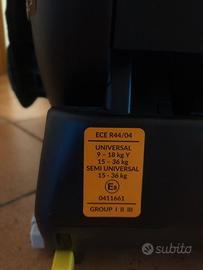 ECE R44/04
UNIVERSAL
9 - 18 kg Y
15 - 36 kg
SEMI UNIVERSAL
15 - 36 kg
E8
0411661
GROUP I II III
subito